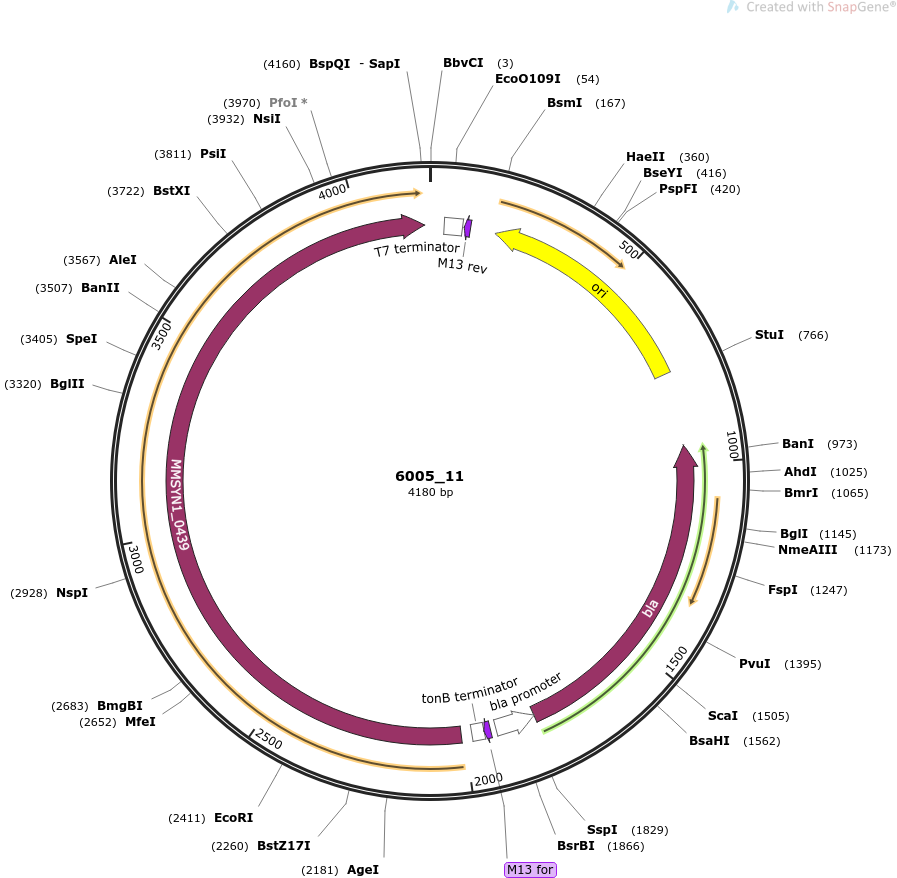 Created with SnapGene®
(4160) BspQI - SapI
BbvCI (3)
EcoO109I (54)
BsmI (167)
(3970) PfoI *
(3932) NsiI
(3811) PsiI
(3722) BstXI
(3567) AleI
(3507) BanII
(3405) SpeI
(3320) BglII
(2928) NspI
(2683) BmgBI
(2652) MfeI
(2411) EcoRI
(2260) BstZ17I
(2181) AgeI
HaeII (360)
BseYI (416)
PspFI (420)
StuI (766)
BanI (973)
AhdI (1025)
BmrI (1065)
BglI (1145)
NmeAIII (1173)
FspI (1247)
PvuI (1395)
ScaI (1505)
BsaHI (1562)
SspI (1829)
BsrBI (1866)
M13 for
500
1000
1500
2000
2500
3000
3500
4000
T7 terminator
M13 rev
ori
bla
bla promoter
tonB terminator
MMSYN1_0439
6005_11
4180 bp